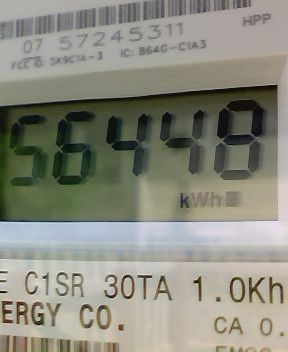 HPP
07 57245311
FCC ID: SK9C1A-3 IC: 864G-C1A3
56448
kWh
E C1SR 30TA 1.0Kh
ERGY CO.
CA 0.